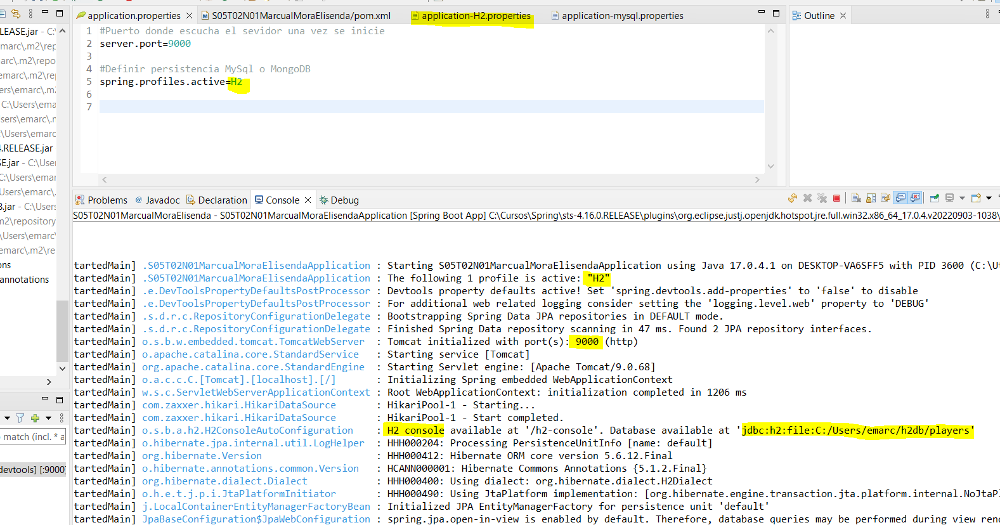 application.properties
S05T02N01MarcualMoraElisenda/pom.xml
application-H2.properties
application-mysql.properties
Outline
1 #Puerto donde escucha el sevidor una vez se inicie
2 server.port=9000
3
4 #Definir persistencia MySql o MongoDB
5 spring.profiles.active=H2
6
7
LEASE.jar - C:\
emarc\.m2\rep
arc\.m2\repo
emarc\.m2\re
ers\emarc\.m
C:\Users\ema
sers\emarc\.r
:\Users\emarc
.RELEASE.jar
SE.jar - C:\Use
C:\Users\emar
Users\emarc\.
B.jar - C:\Users
m2\repository
\Users\emarc\
emarc\.m2\re
ons
annotations
Problems @ Javadoc Declaration Console Debug
S05T02N01MarcualMoraElisenda - S05T02N01MarcualMoraElisendaApplication [Spring Boot App] C:\Cursos\Spring\sts-4.16.0.RELEASE\plugins\org.eclipse.justj.openjdk.hotspot.jre.full.win32.x86_64_17.0.4.v20220903-1038\
tartedMain] .S05T02N01MarcualMoraElisendaApplication : Starting S05T02N01MarcualMoraElisendaApplication using Java 17.0.4.1 on DESKTOP-VA6SFF5 with PID 3600 (C:\Ut
tartedMain] .S05T02N01MarcualMoraElisendaApplication : The following 1 profile is active: "H2"
tartedMain] .e.DevToolsPropertyDefaultsPostProcessor : Devtools property defaults active! Set 'spring.devtools.add-properties' to 'false' to disable
tartedMain] .e.DevToolsPropertyDefaultsPostProcessor : For additional web related logging consider setting the 'logging.level.web' property to 'DEBUG'
tartedMain] .s.d.r.c.RepositoryConfigurationDelegate : Bootstrapping Spring Data JPA repositories in DEFAULT mode.
tartedMain] .s.d.r.c.RepositoryConfigurationDelegate : Finished Spring Data repository scanning in 47 ms. Found 2 JPA repository interfaces.
tartedMain] o.s.b.w.embedded.tomcat.TomcatWebServer : Tomcat initialized with port(s): 9000 (http)
tartedMain] o.apache.catalina.core.StandardService : Starting service [Tomcat]
tartedMain] org.apache.catalina.core.StandardEngine : Starting Servlet engine: [Apache Tomcat/9.0.68]
tartedMain] o.a.c.c.C.[Tomcat].[localhost].[/] : Initializing Spring embedded WebApplicationContext
tartedMain] w.s.c.ServletWebServerApplicationContext : Root WebApplicationContext: initialization completed in 1206 ms
tartedMain] com.zaxxer.hikari.HikariDataSource : HikariPool-1 - Starting...
tartedMain] com.zaxxer.hikari.HikariDataSource : HikariPool-1 - Start completed.
tartedMain] o.s.b.a.h2.H2ConsoleAutoConfiguration : H2 console available at '/h2-console'. Database available at 'jdbc:h2:file:C:/Users/emarc/h2db/players'
tartedMain] o.hibernate.jpa.internal.util.LogHelper : HHH000204: Processing PersistenceUnitInfo [name: default]
tartedMain] org.hibernate.Version : HHH000412: Hibernate ORM core version 5.6.12.Final
tartedMain] o.hibernate.annotations.common.Version : HCANN000001: Hibernate Commons Annotations {5.1.2.Final}
tartedMain] org.hibernate.dialect.Dialect : HHH000400: Using dialect: org.hibernate.dialect.H2Dialect
tartedMain] o.h.e.t.j.p.i.JtaPlatformInitiator : HHH000490: Using JtaPlatform implementation: [org.hibernate.engine.transaction.jta.platform.internal.NoJtaPl
tartedMain] j.LocalContainerEntityManagerFactoryBean : Initialized JPA EntityManagerFactory for persistence unit 'default'
tartedMain] JpaBaseConfiguration$JpaWebConfiguration : spring.jpa.open-in-view is enabled by default. Therefore, database queries may be performed during view rend
match (incl. * a
devtools] [:9000]